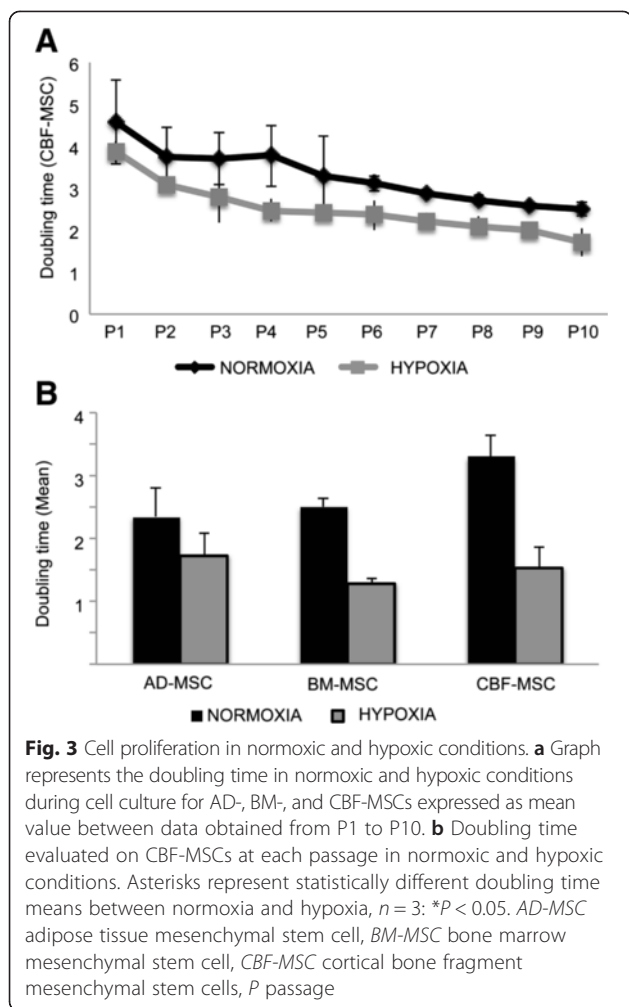 A
6
5
4
3
2
1
0
Doubling time (CBF-MSC)
P1 P2 P3 P4 P5 P6 P7 P8 P9 P10
NORMOXIA HYPOXIA
B
4
3
2
1
Doubling time (Mean)
AD-MSC BM-MSC CBF-MSC
NORMOXIA HYPOXIA
Fig. 3 Cell proliferation in normoxic and hypoxic conditions. a Graph
represents the doubling time in normoxic and hypoxic conditions
during cell culture for AD-, BM-, and CBF-MSCs expressed as mean
value between data obtained from P1 to P10. b Doubling time
evaluated on CBF-MSCs at each passage in normoxic and hypoxic
conditions. Asterisks represent statistically different doubling time
means between normoxia and hypoxia, n = 3: *P < 0.05. AD-MSC
adipose tissue mesenchymal stem cell, BM-MSC bone marrow
mesenchymal stem cell, CBF-MSC cortical bone fragment
mesenchymal stem cells, P passage